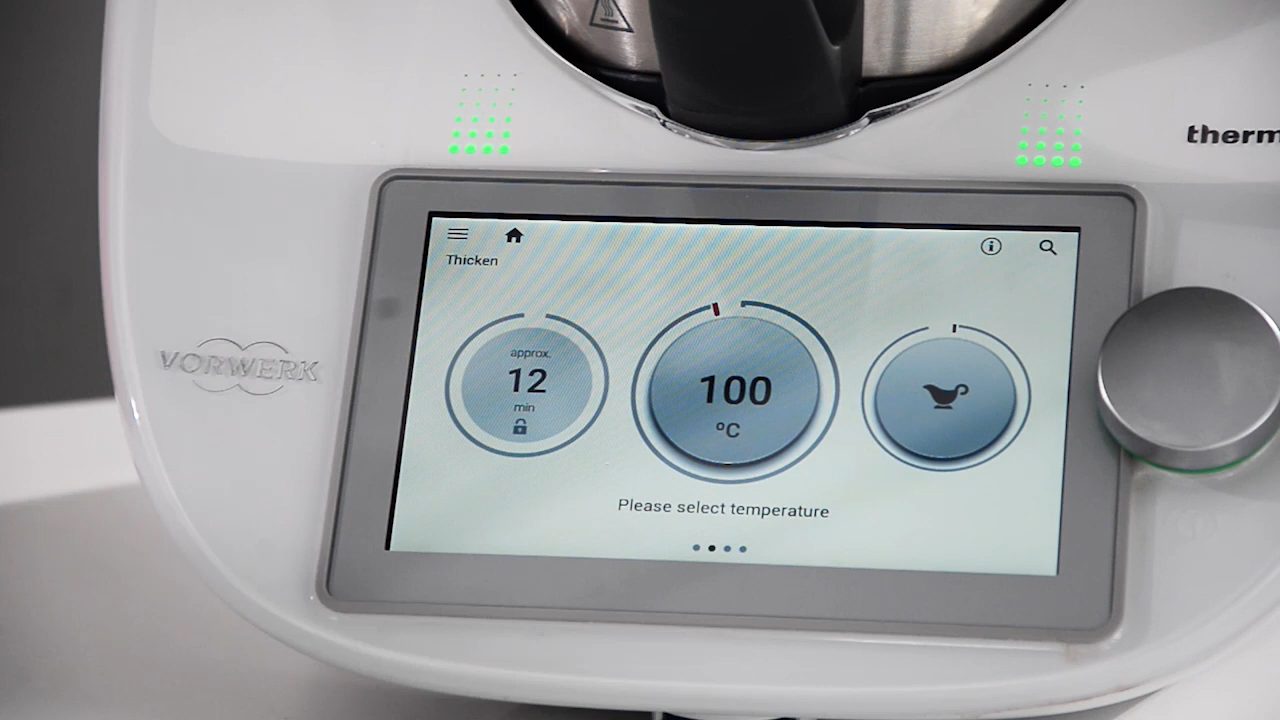 therm
Thicken
VORWERK
approx.
12
min
100
°C
Please select temperature